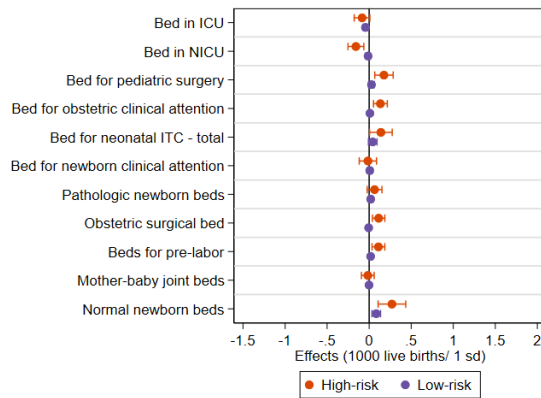 Bed in ICU
Bed in NICU
Bed for pediatric surgery
Bed for obstetric clinical attention
Bed for neonatal ITC - total
Bed for newborn clinical attention
Pathologic newborn beds
Obstetric surgical bed
Beds for pre-labor
Mother-baby joint beds
Normal newborn beds
-1.5 -1 -.5 0 .5 1 1.5 2
Effects (1000 live births/ 1 sd)
High-risk Low-risk